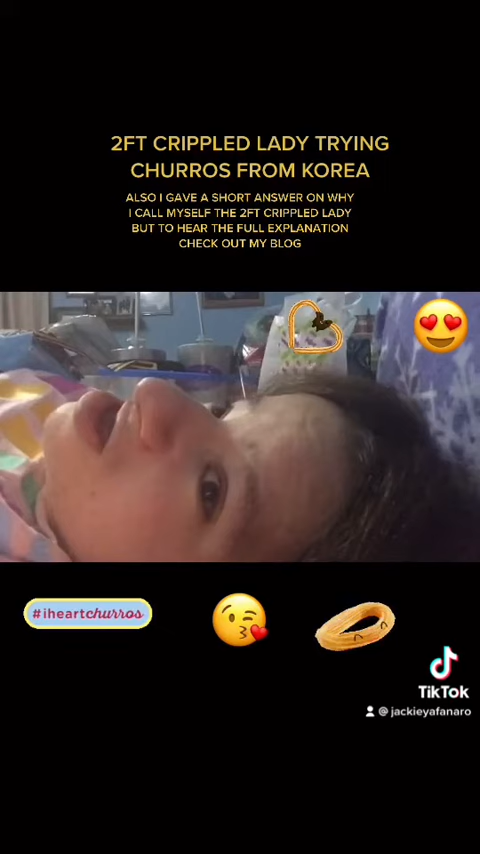 2FT CRIPPLED LADY TRYING
CHURROS FROM KOREA
ALSO I GAVE A SHORT ANSWER ON WHY
I CALL MYSELF THE 2FT CRIPPLED LADY
BUT TO HEAR THE FULL EXPLANATION
CHECK OUT MY BLOG
#iheartchurros
TikTok
@ jackieyafanaro